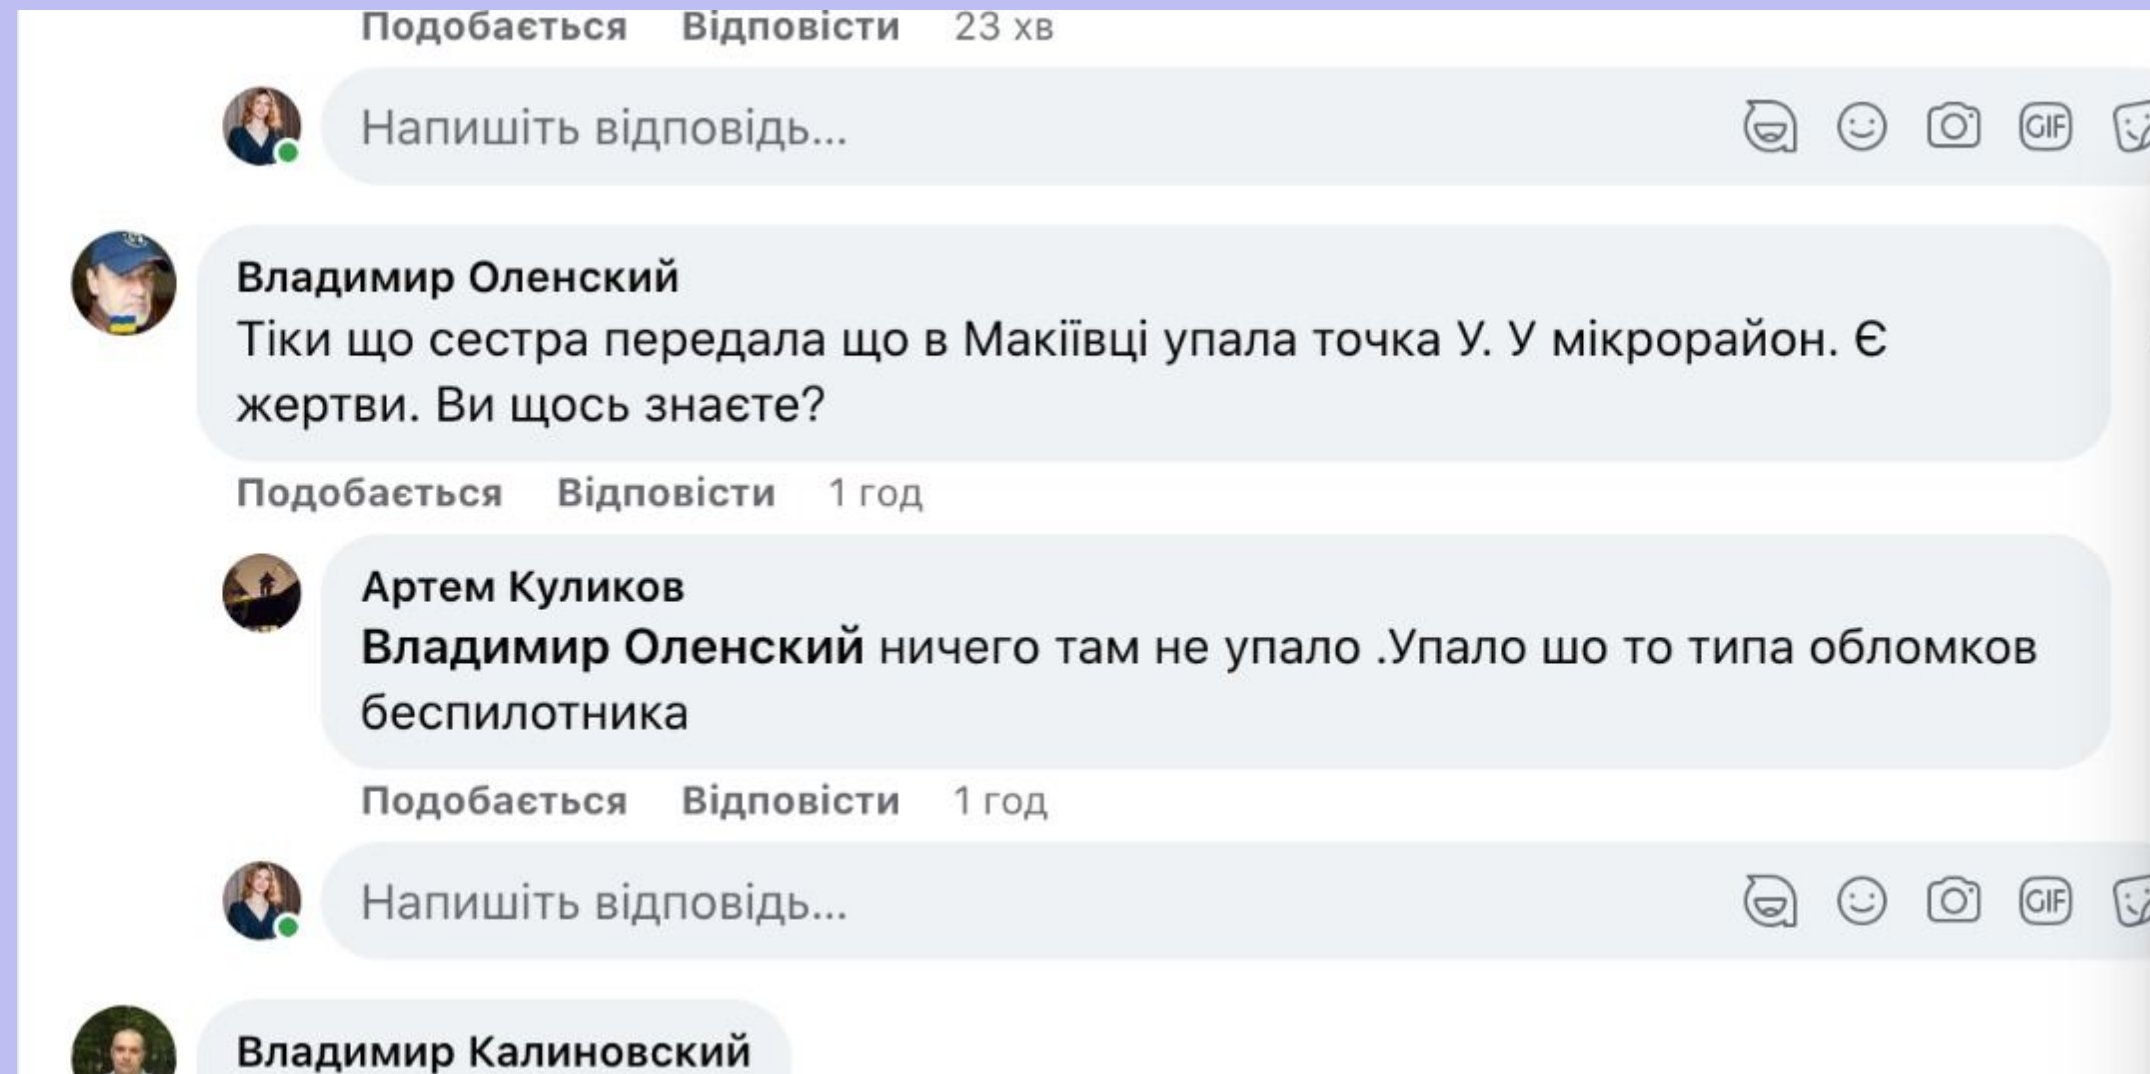 Подобається Відповісти 23 хв
Напишіть відповідь...
GIF
Владимир Оленский
Тіки що сестра передала що в Макіївці упала точка У. У мікрорайон. Є
жертви. Ви щось знаєте?
Подобається Відповісти 1 год
Артем Куликов
Владимир Оленский ничего там не упало .Упало шо то типа обломков
беспилотника
Подобається Відповісти 1 год
Напишіть відповідь...
GIF
Владимир Калиновский